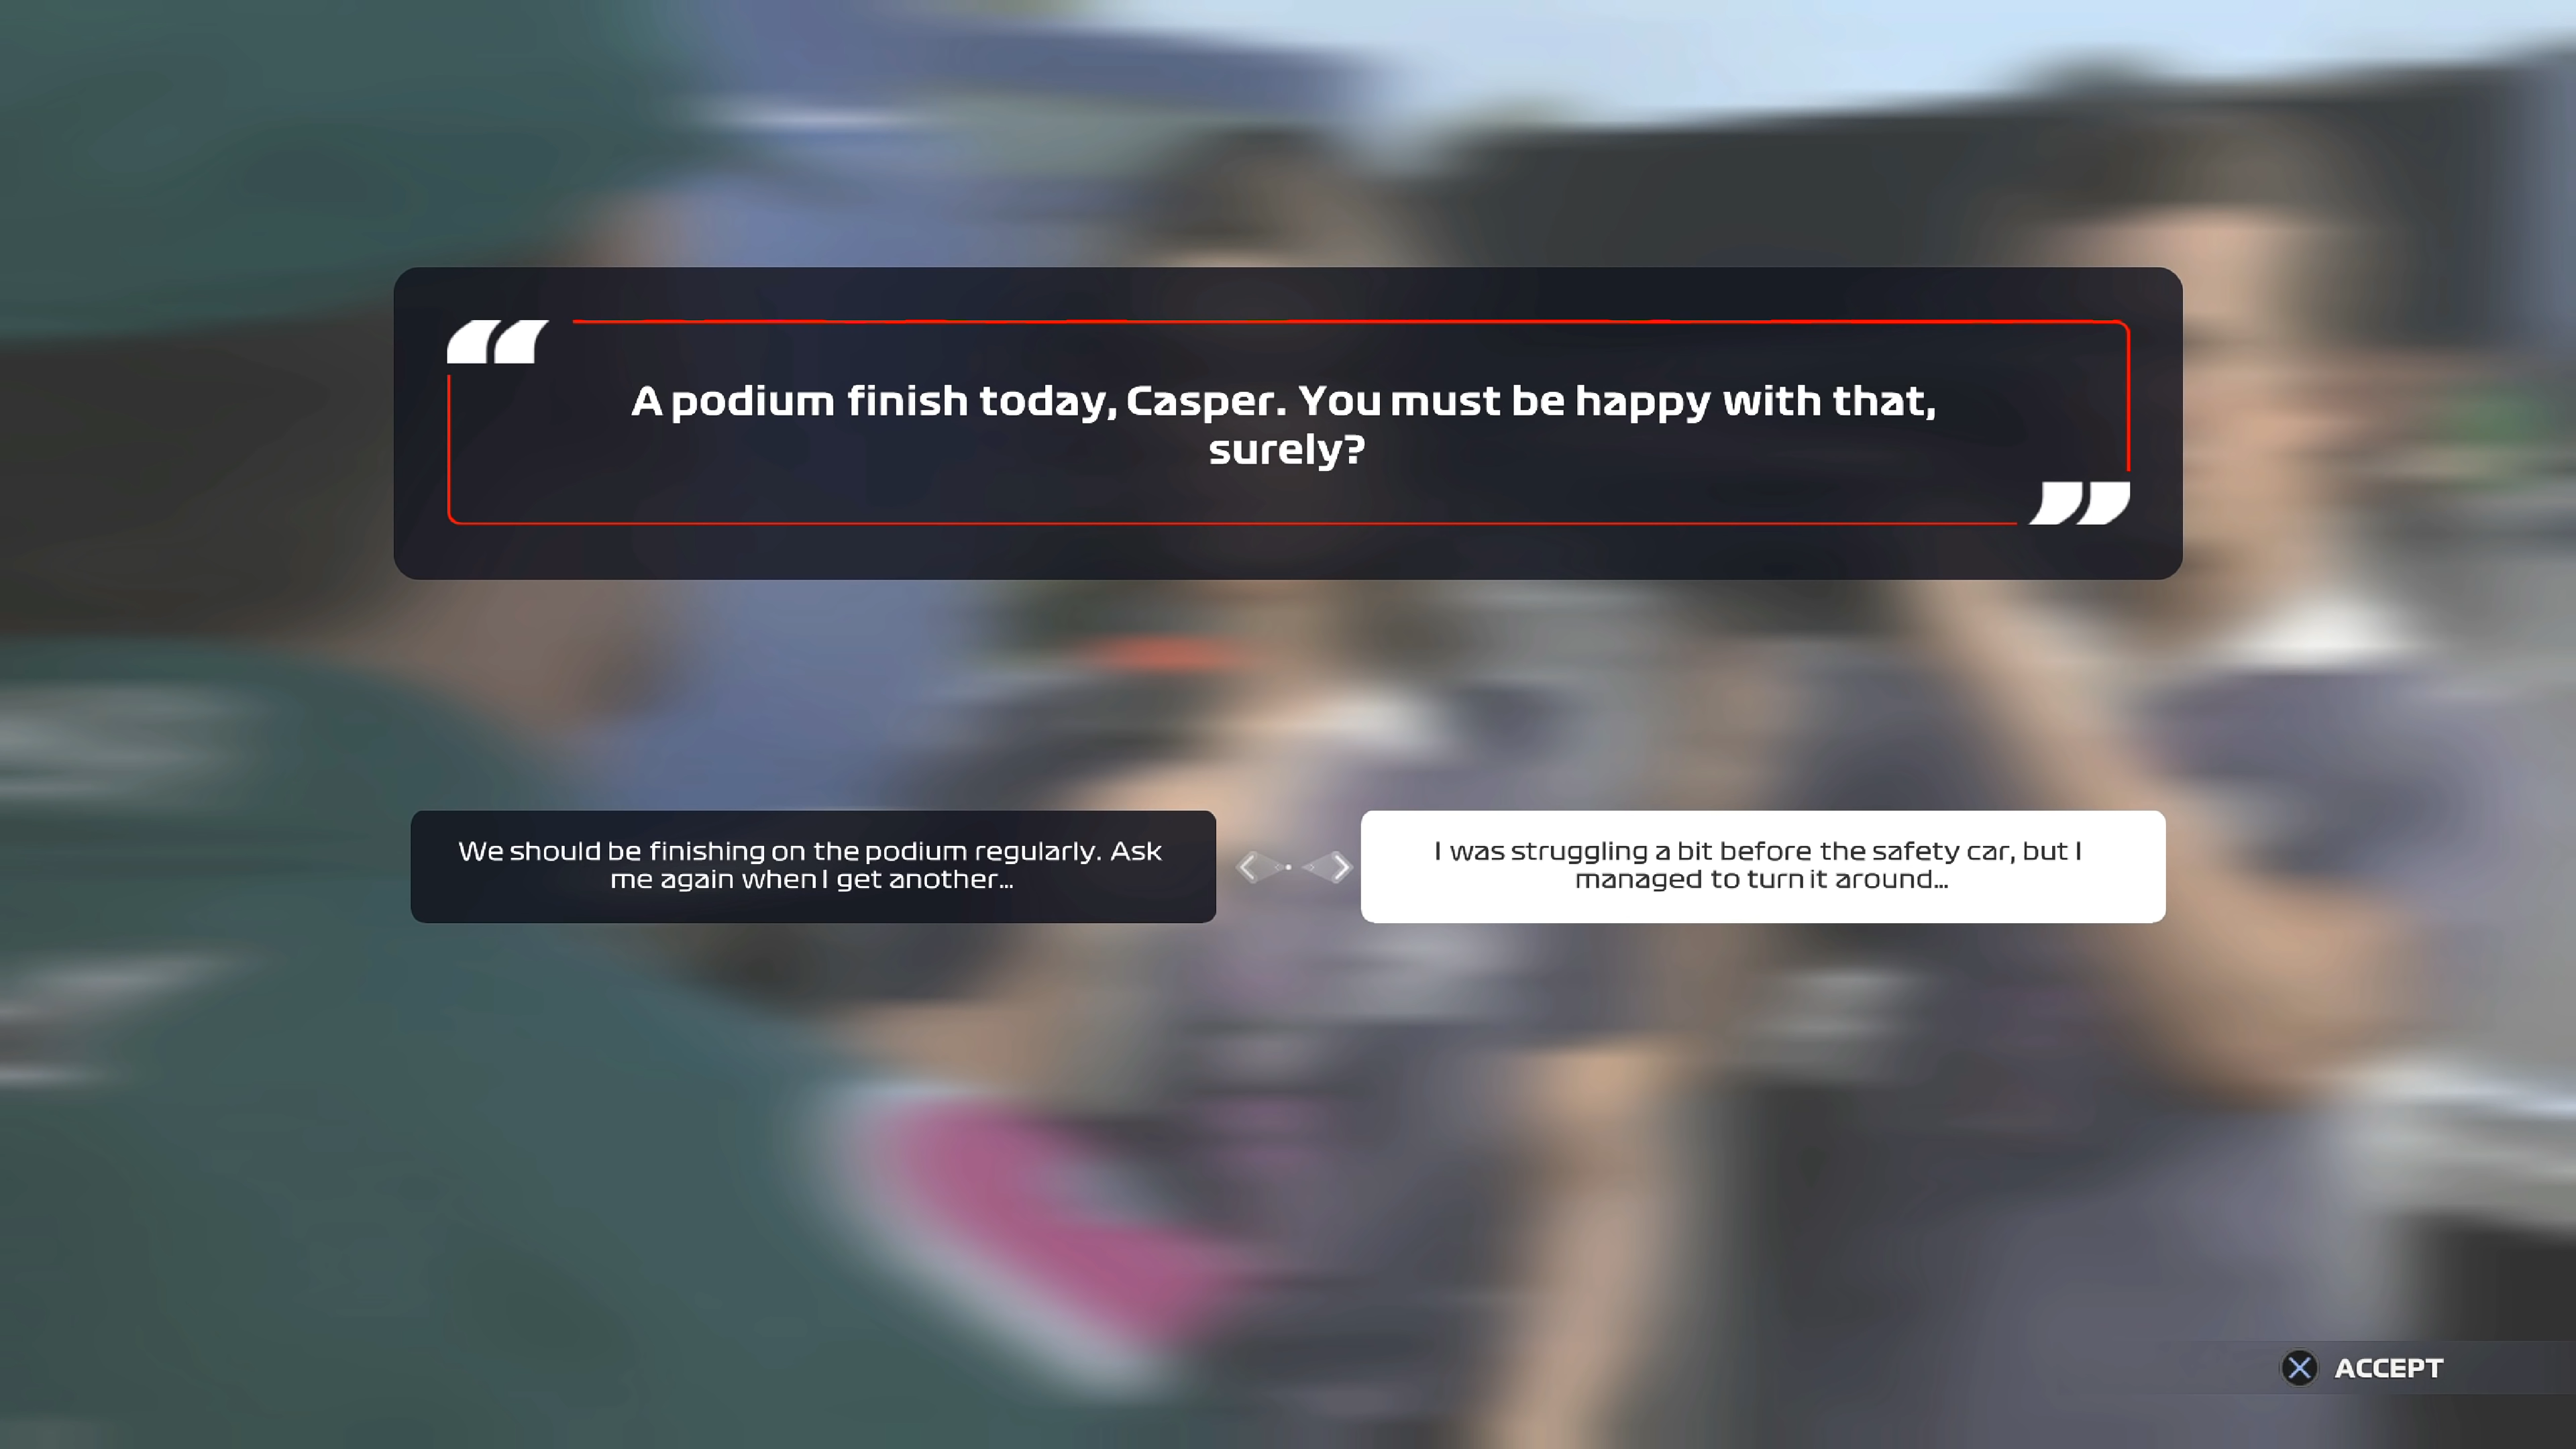 A podium finish today, Casper. You must be happy with that,
surely?
We should be finishing on the podium regularly. Ask
me again when I get another...
I was struggling a bit before the safety car, but I
managed to turn it around...
ACCEPT